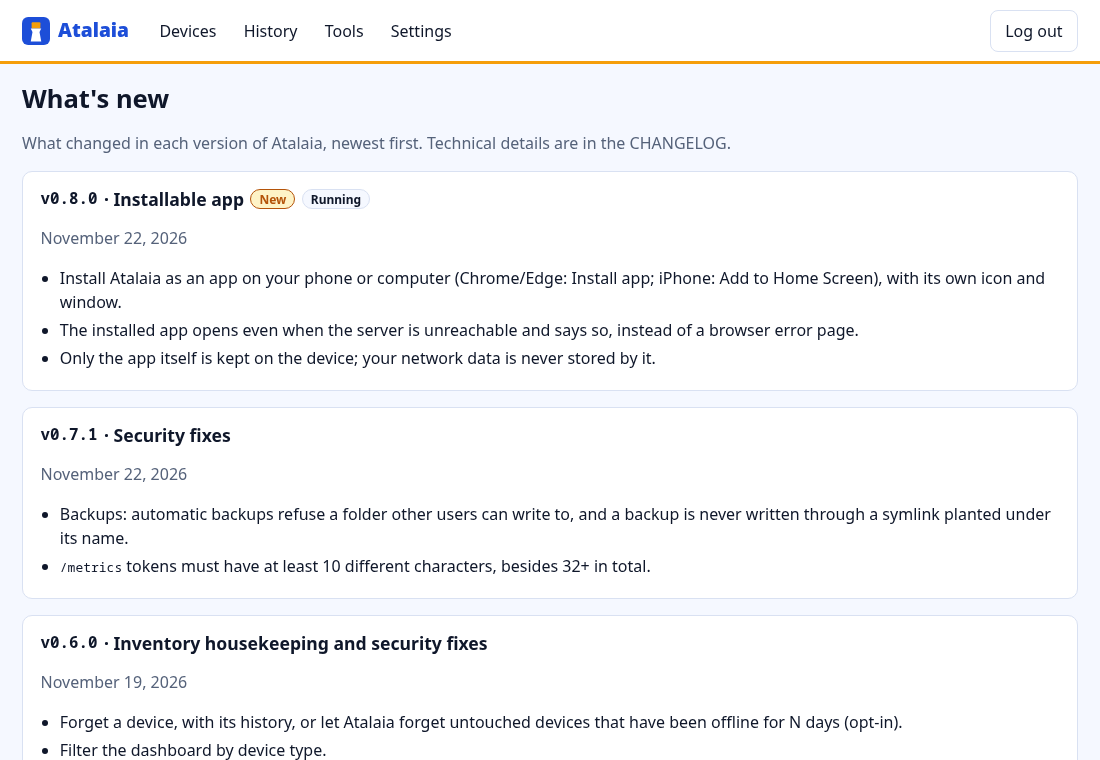 Atalaia Devices History Tools Settings Log out
What's new
What changed in each version of Atalaia, newest first. Technical details are in the CHANGELOG.
v0.8.0 · Installable app New Running
November 22, 2026
• Install Atalaia as an app on your phone or computer (Chrome/Edge: Install app; iPhone: Add to Home Screen), with its own icon and
window.
• The installed app opens even when the server is unreachable and says so, instead of a browser error page.
• Only the app itself is kept on the device; your network data is never stored by it.
v0.7.1 · Security fixes
November 22, 2026
• Backups: automatic backups refuse a folder other users can write to, and a backup is never written through a symlink planted under
its name.
• /metrics tokens must have at least 10 different characters, besides 32+ in total.
v0.6.0 · Inventory housekeeping and security fixes
November 19, 2026
• Forget a device, with its history, or let Atalaia forget untouched devices that have been offline for N days (opt-in).
• Filter the dashboard by device type.